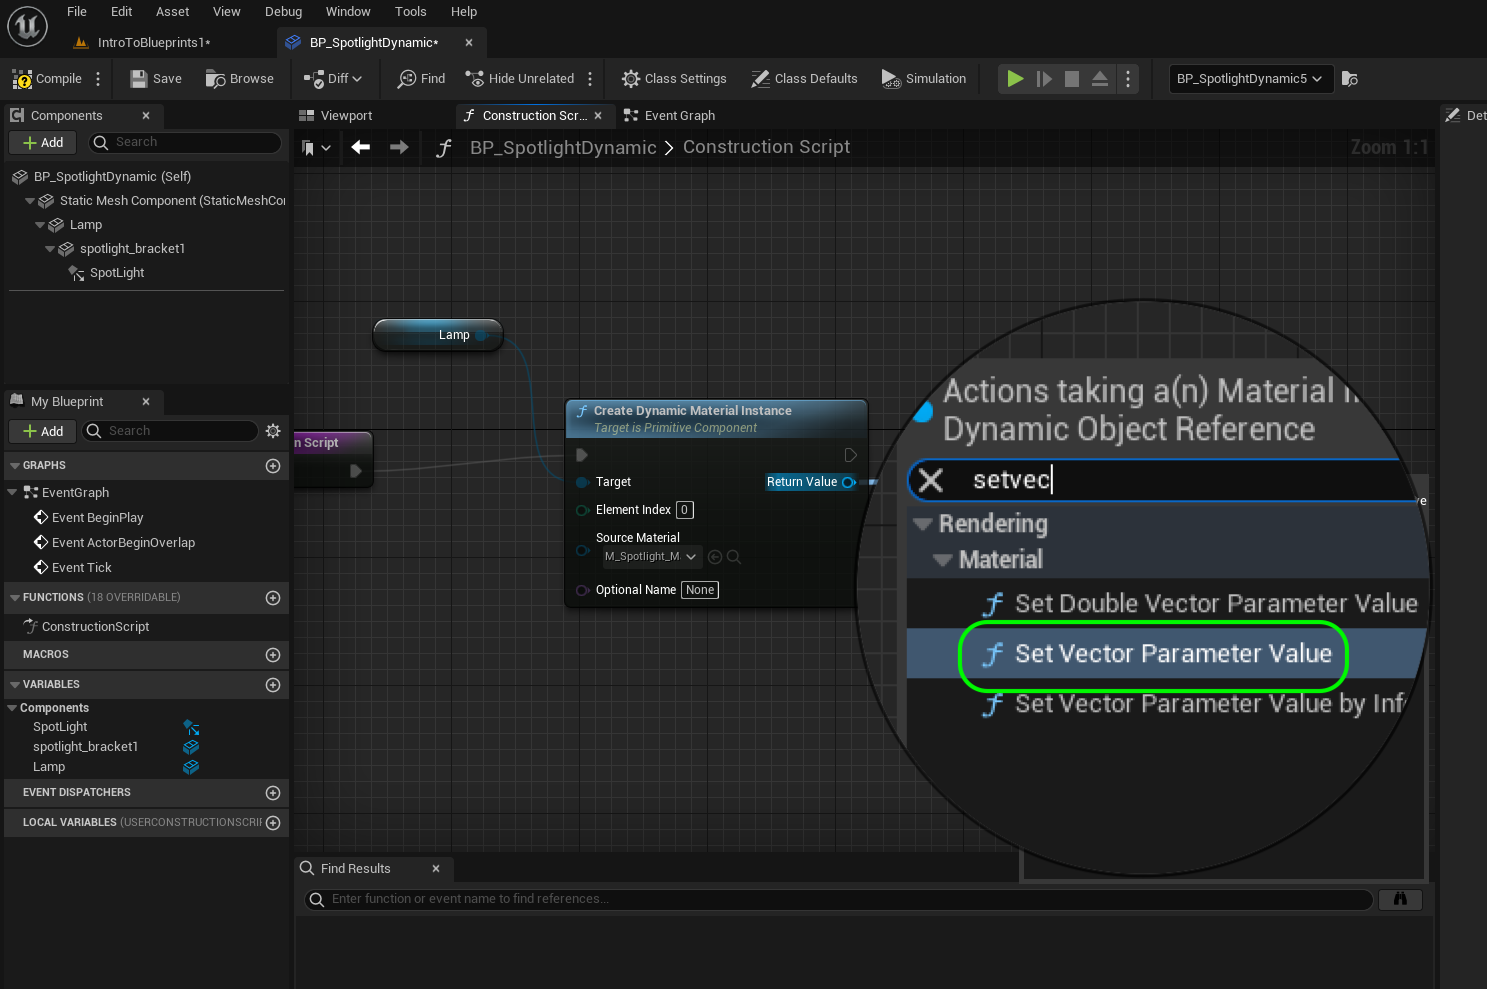 File Edit Asset View Debug Window Tools Help
IntroToBlueprints1* BP_SpotlightDynamic*
Compile Save Browse Diff Find Hide Unrelated Class Settings Class Defaults Simulation BP_SpotlightDynamic5
Components
Viewport Construction Scr... Event Graph
Det
Add Search
BP_SpotlightDynamic > Construction Script
Zoom 1:1
BP_SpotlightDynamic (Self)
Static Mesh Component (StaticMeshCo
Lamp
spotlight_bracket1
SpotLight
My Blueprint
Add Search
GRAPHS
EventGraph
Event BeginPlay
Event ActorBeginOverlap
Event Tick
FUNCTIONS (18 OVERRIDABLE)
ConstructionScript
MACROS
VARIABLES
Components
SpotLight
spotlight_bracket1
Lamp
EVENT DISPATCHERS
LOCAL VARIABLES (USERCONSTRUCTIONSCRI
Lamp
n Script
Create Dynamic Material Instance
Target is Primitive Component
Target
Return Value
Element Index 0
Source Material
M_Spotlight_M
Optional Name None
Actions taking a(n) Material
Dynamic Object Reference
setvec
ve
Rendering
Material
Set Double Vector Parameter Value
Set Vector Parameter Value
Set Vector Parameter Value by Inf
Find Results
Enter function or event name to find references...